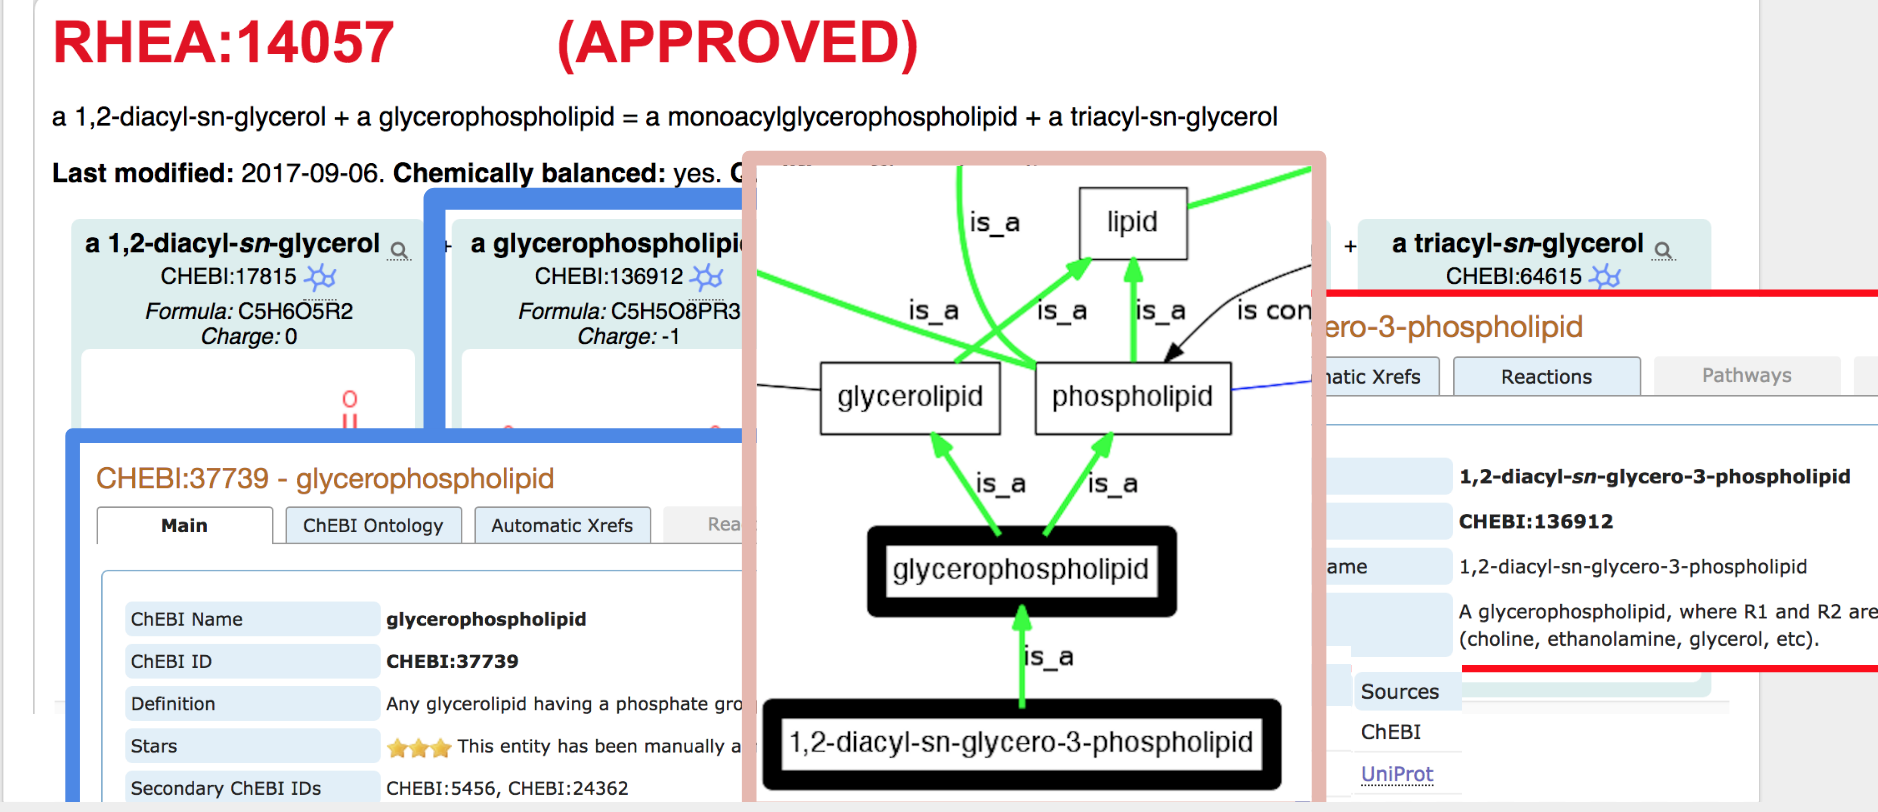 RHEA:14057 (APPROVED)
a 1,2-diacyl-sn-glycerol + a glycerophospholipid = a monoacylglycerophospholipid + a triacyl-sn-glycerol
Last modified: 2017-09-06. Chemically balanced: yes.
a 1,2-diacyl-sn-glycerol
CHEBI:17815
Formula: C5H6O5R2
Charge: 0
O
+
a glycerophospholipi
CHEBI:136912
Formula: C5H5O8PR3
Charge: -1
+
a triacyl-sn-glycerol
CHEBI:64615
CHEBI:37739 - glycerophospholipid
Main ChEBI Ontology Automatic Xrefs Rea
ChEBI Name glycerophospholipid
ChEBI ID CHEBI:37739
Definition Any glycerolipid having a phosphate gro
Stars This entity has been manually a
Secondary ChEBI IDs CHEBI:5456, CHEBI:24362
is_a
lipid
is_a is_a is_a is con
glycerolipid phospholipid
is_a is_a
glycerophospholipid
is_a
1,2-diacyl-sn-glycero-3-phospholipid
ero-3-phospholipid
natic Xrefs Reactions Pathways
1,2-diacyl-sn-glycero-3-phospholipid
CHEBI:136912
ame 1,2-diacyl-sn-glycero-3-phospholipid
A glycerophospholipid, where R1 and R2 are
(choline, ethanolamine, glycerol, etc).
Sources
ChEBI
UniProt